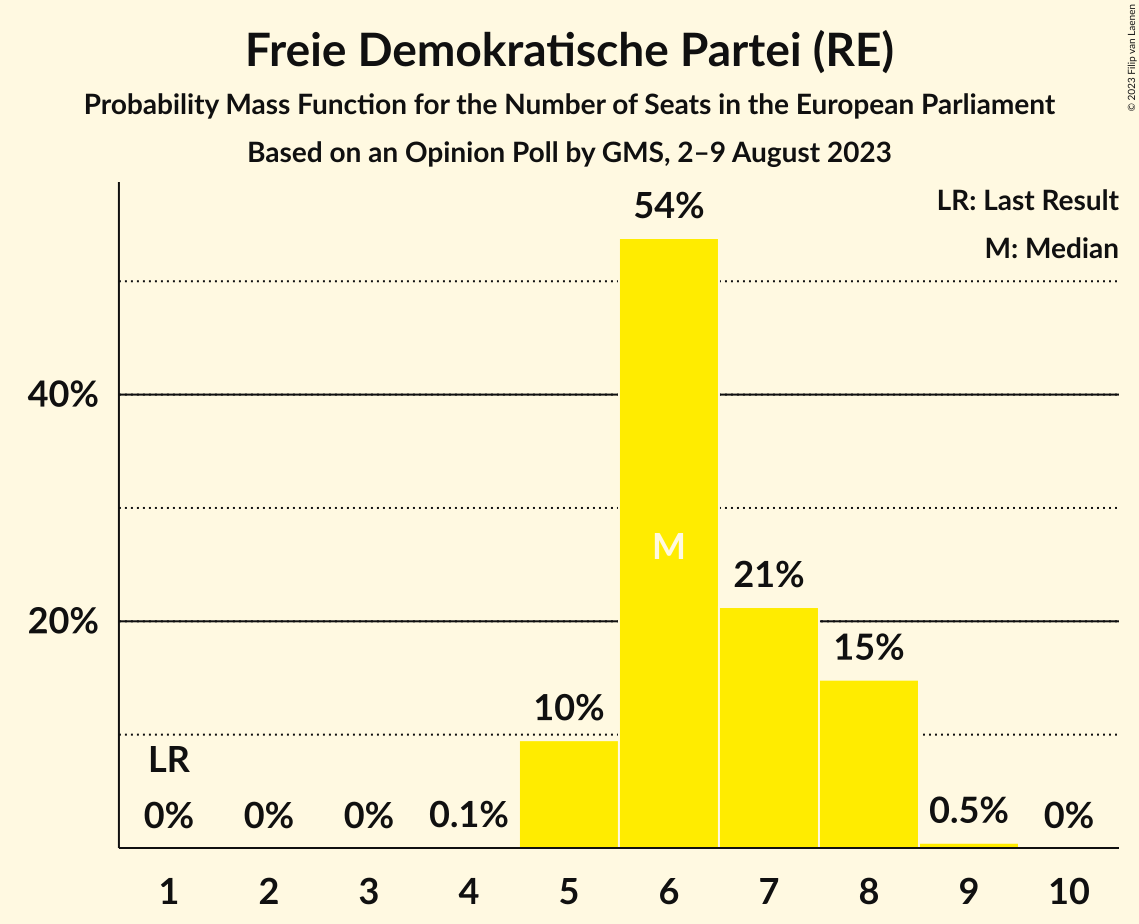 Freie Demokratische Partei (RE)
Probability Mass Function for the Number of Seats in the European Parliament
Based on an Opinion Poll by GMS, 2–9 August 2023
© 2023 Filip van Laenen
LR: Last Result
M: Median
54%
40%
M
21%
20%
15%
10%
LR
0%
0%
0%
0.1%
0.5%
0%
1 2 3 4 5 6 7 8 9 10